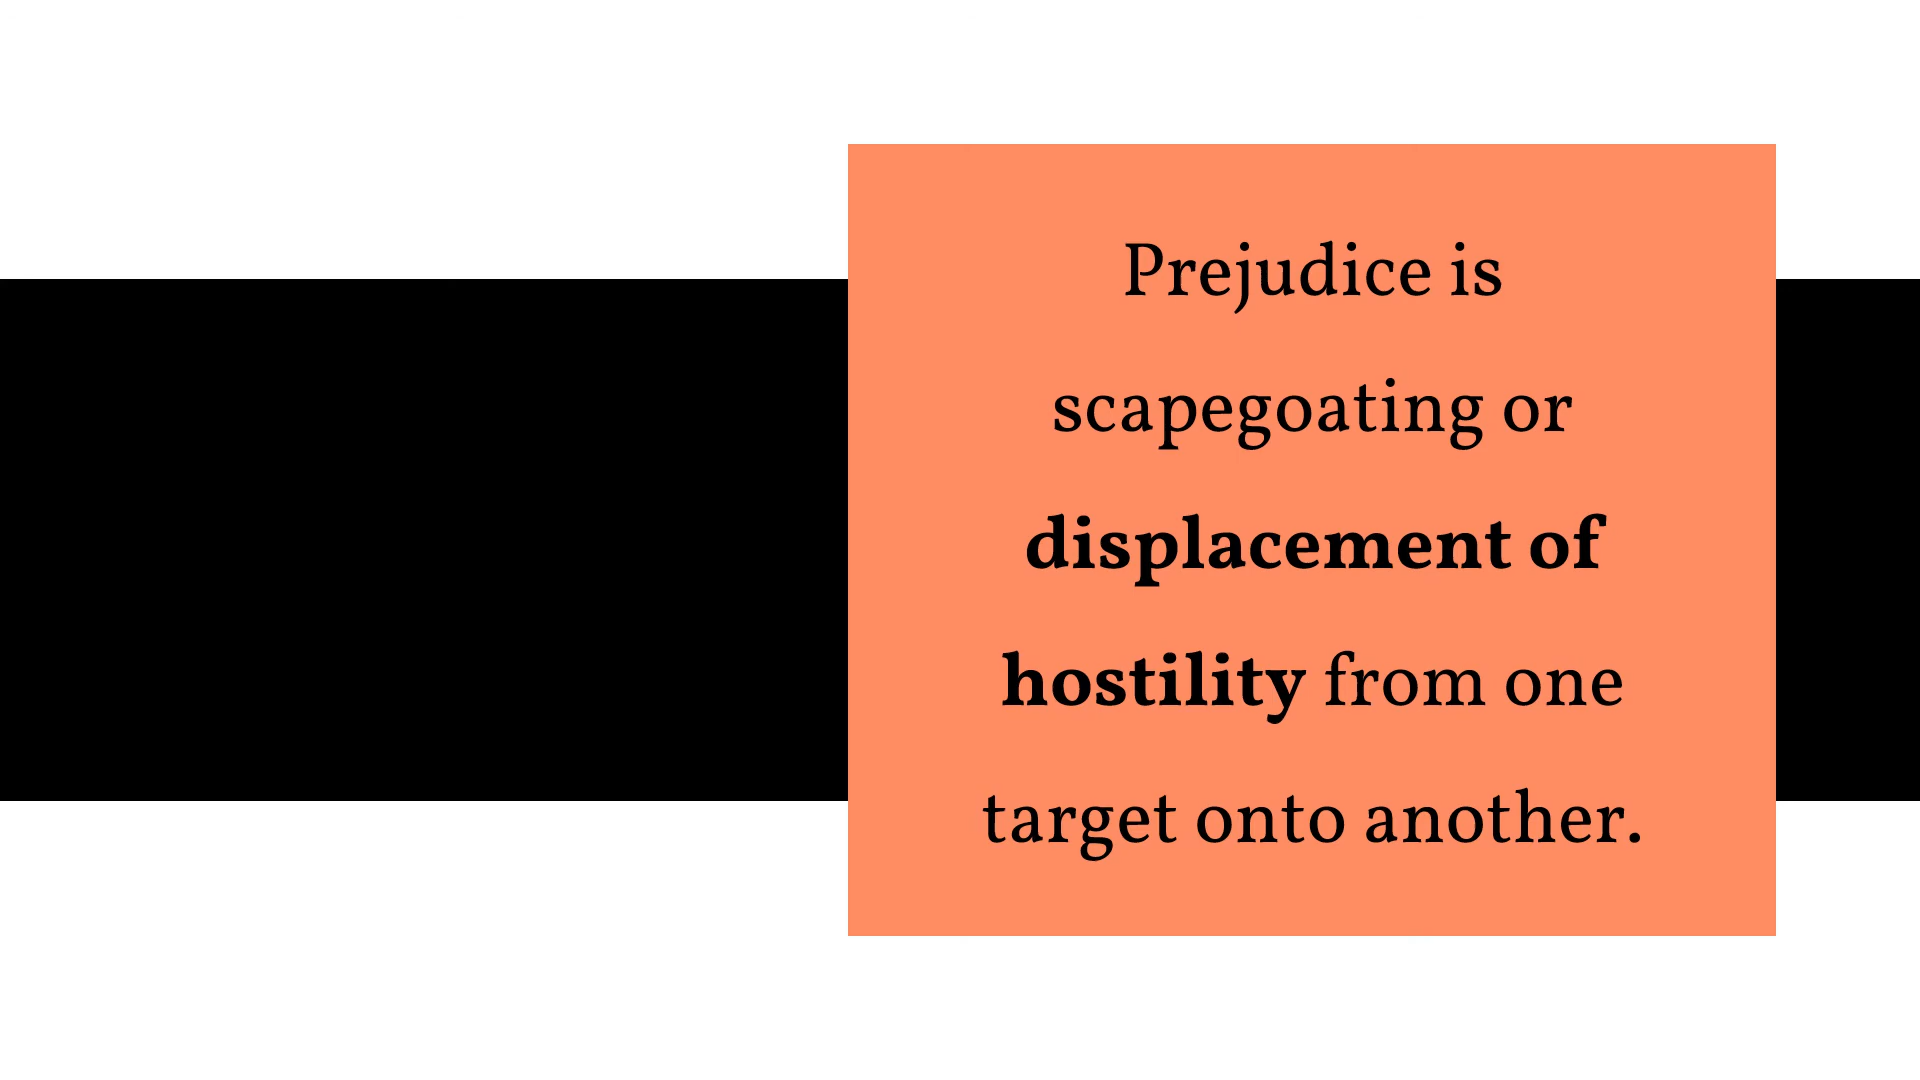 Prejudice is
scapegoating or
displacement of
hostility from one
target onto another.